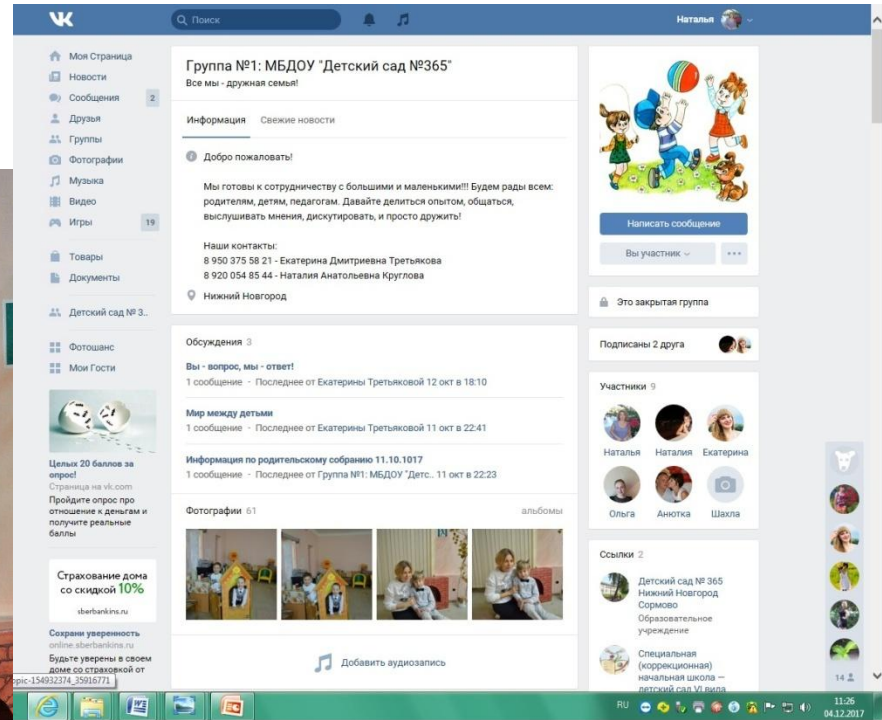 Поиск
Наталья
Моя Страница
Новости
Сообщения 2
Друзья
Группы
Фотографии
Музыка
Видео
Игры 19
Товары
Документы
Детский сад № 3..
Фотошанс
Мои Гости
Целых 20 баллов за
опрос!
Страница на vk.com
Пройдите опрос про
отношение к деньгам и
получите реальные
баллы
Страхование дома
со скидкой 10%
sberbankins.ru
Сохрани уверенность
online.sberbankins.ru
Будьте уверены в своем
доме со страховкой от
topic-154932374_35916771
Группа №1: МБДОУ "Детский сад №365"
Все мы - дружная семья!
Информация Свежие новости
Добро пожаловать!
Мы готовы к сотрудничеству с большими и маленькими!!! Будем рады всем:
родителям, детям, педагогам. Давайте делиться опытом, общаться,
выслушивать мнения, дискутировать, и просто дружить!
Наши контакты:
8 950 375 58 21 - Екатерина Дмитриевна Третьякова
8 920 054 85 44 - Наталия Анатольевна Круглова
Нижний Новгород
Обсуждения 3
Вы - вопрос, мы - ответ!
1 сообщение - Последнее от Екатерины Третьяковой 12 окт в 18:10
Мир между детьми
1 сообщение - Последнее от Екатерины Третьяковой 11 окт в 22:41
Информация по родительскому собранию 11.10.1017
1 сообщение - Последнее от Группа №1: МБДОУ "Детс.. 11 окт в 22:23
Фотографии 61 альбомы
Добавить аудиозапись
Написать сообщение
Вы участник
Это закрытая группа
Подписаны 2 друга
Участники 9
Наталья Наталия Екатерина
Ольга Анютка Шахла
Ссылки 2
Детский сад № 365
Нижний Новгород
Сормово
Образовательное
учреждение
Специальная
(коррекционная)
начальная школа —
детский сад VI вида
14
RU
11:26
04.12.2017